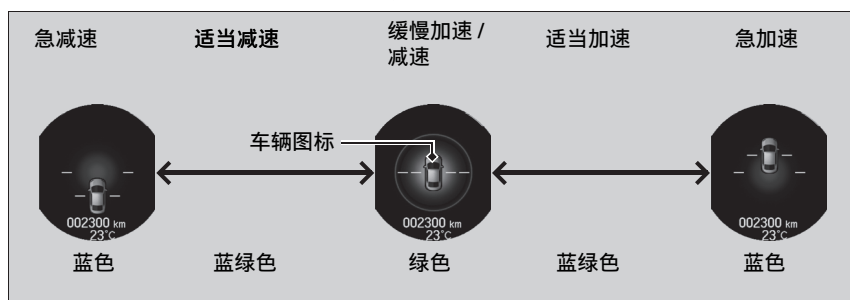 急减速
适当减速
缓慢加速 /
减速
适当加速
急加速
车辆图标
002300 km
23°C
002300 km
23°C
002300 km
23°C
蓝色
蓝绿色
绿色
蓝绿色
蓝色